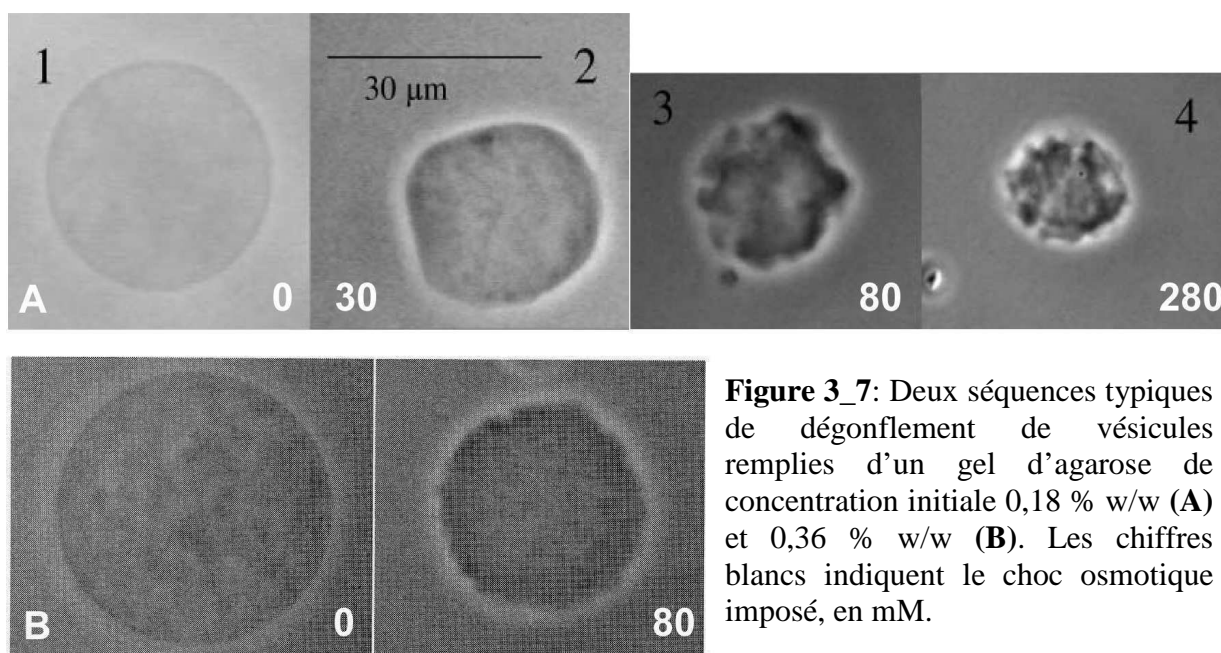 1
30 µm
2
3
4
A
0
30
80
280
B
0
80
Figure 3_7: Deux séquences typiques
de dégonflement de vésicules
remplies d’un gel d’agarose de
concentration initiale 0,18 % w/w (A)
et 0,36 % w/w (B). Les chiffres
blancs indiquent le choc osmotique
imposé, en mM.